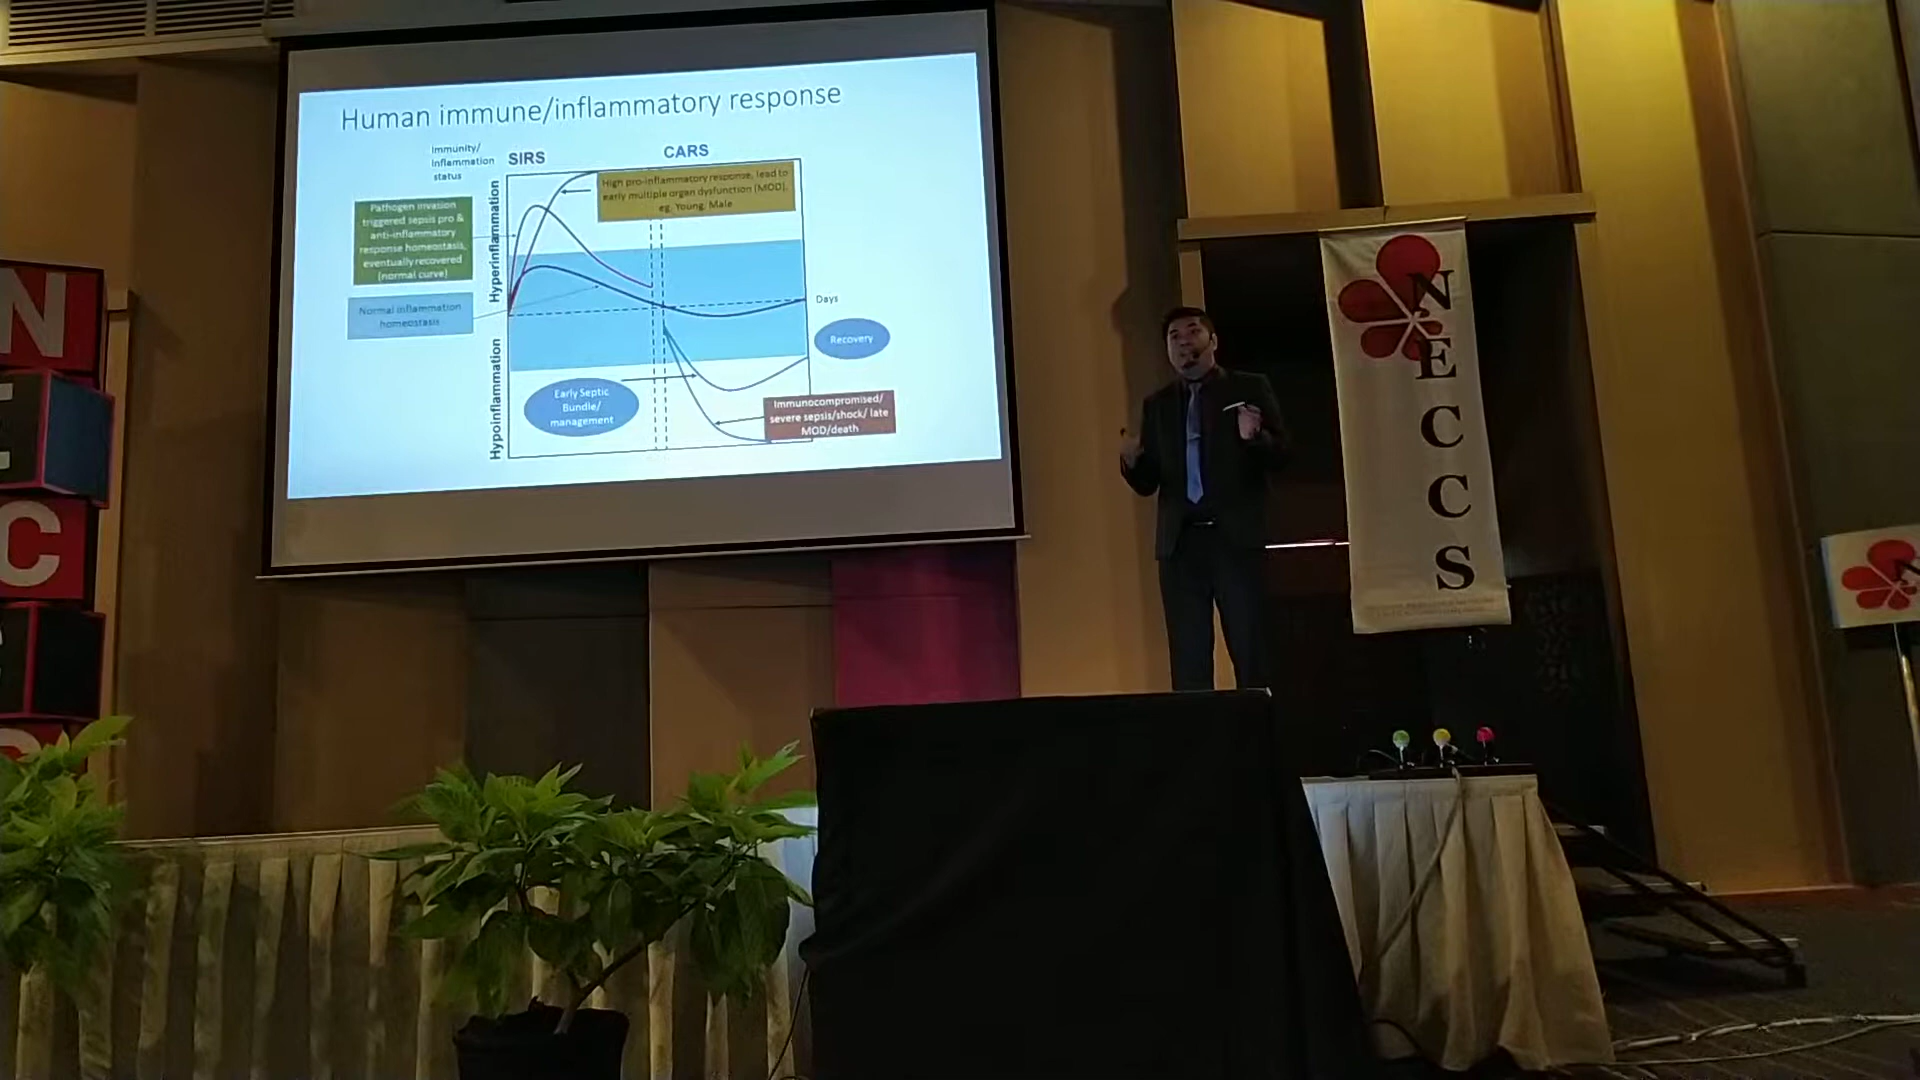 Human immune/inflammatory response
Immunity/
Inflammation
status
SIRS
CARS
Hyperinflammation
Hypoinflammation
Pathogen invasion
triggered sepsis pro &
anti-inflammatory
response homeostasis,
eventually recovered
(normal curve)
Normal inflammation
homeostasis
High pro-inflammatory response, lead to
early multiple organ dysfunction (MOD),
eg, Young, Male
Days
Recovery
Early Septic
Bundle/
management
Immunocompromised/
severe sepsis/shock/ late
MOD/death
N
E
C
C
S
N
C